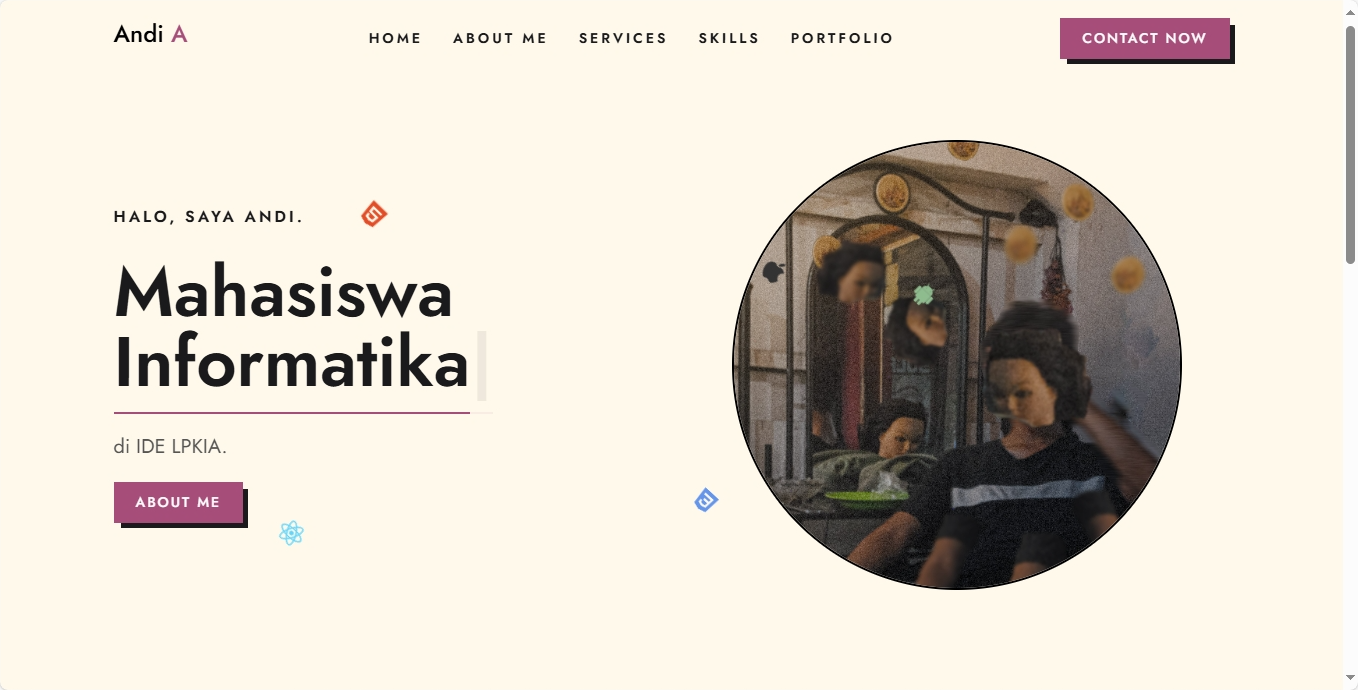 Andi A
HOME ABOUT ME SERVICES SKILLS PORTFOLIO
CONTACT NOW
HALO, SAYA ANDI.
Mahasiswa
Informatika
di IDE LPKIA.
ABOUT ME